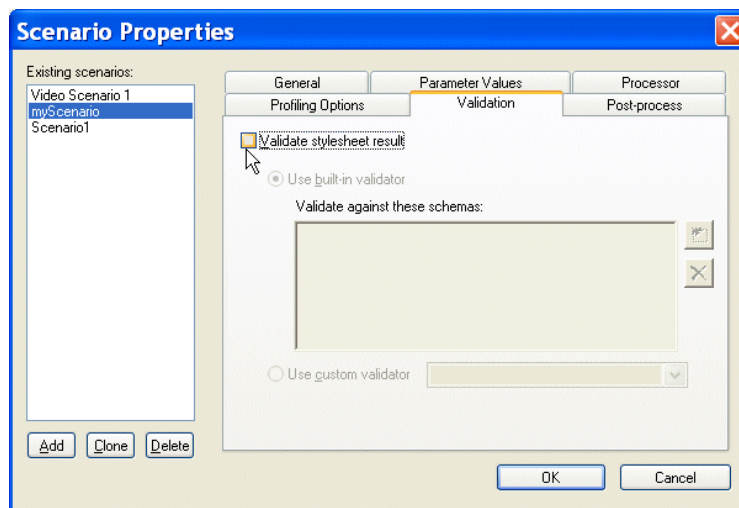 Scenario Properties
Existing scenarios:
Video Scenario 1
myScenario
Scenario1
Add Clone Delete
General Parameter Values Processor
Profiling Options Validation Post-process
Validate stylesheet result
Use built-in validator
Validate against these schemas:
Use custom validator
OK Cancel